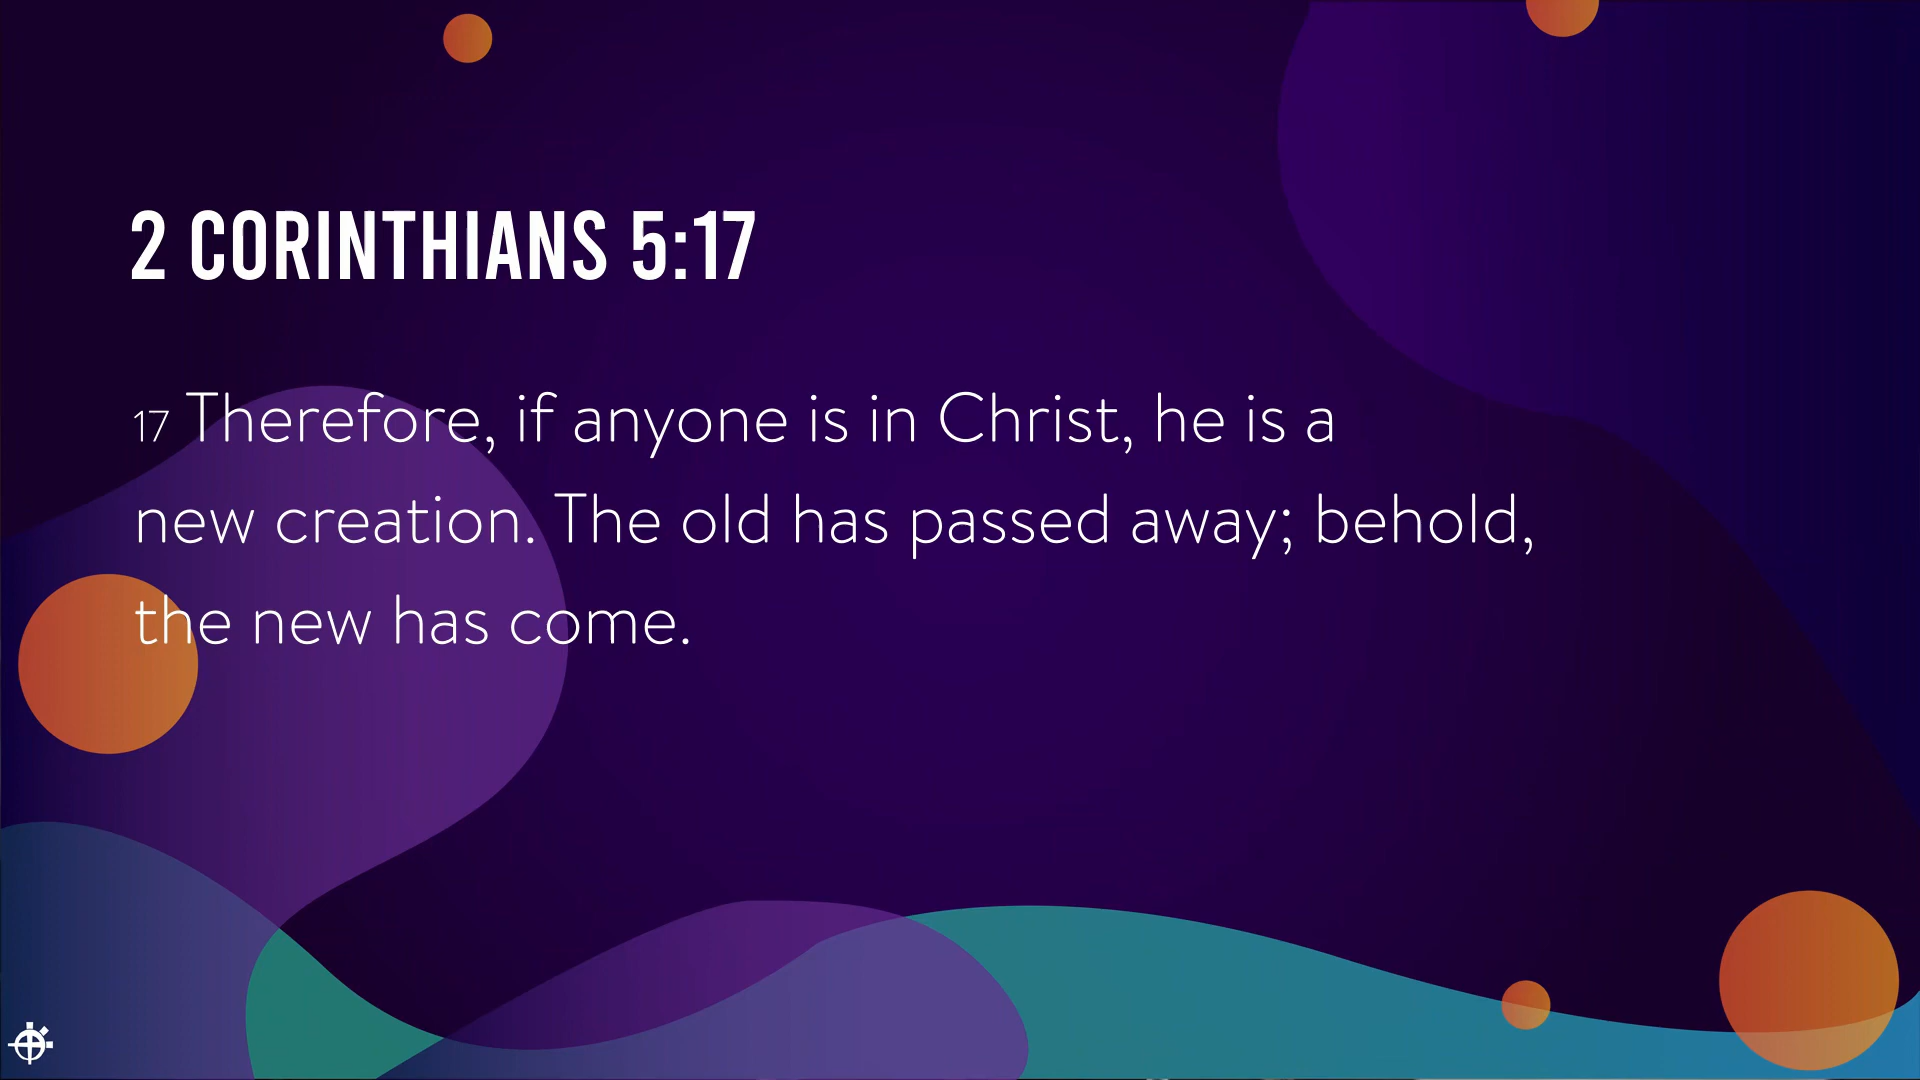 2 CORINTHIANS 5:17
17 Therefore, if anyone is in Christ, he is a
new creation. The old has passed away; behold,
the new has come.